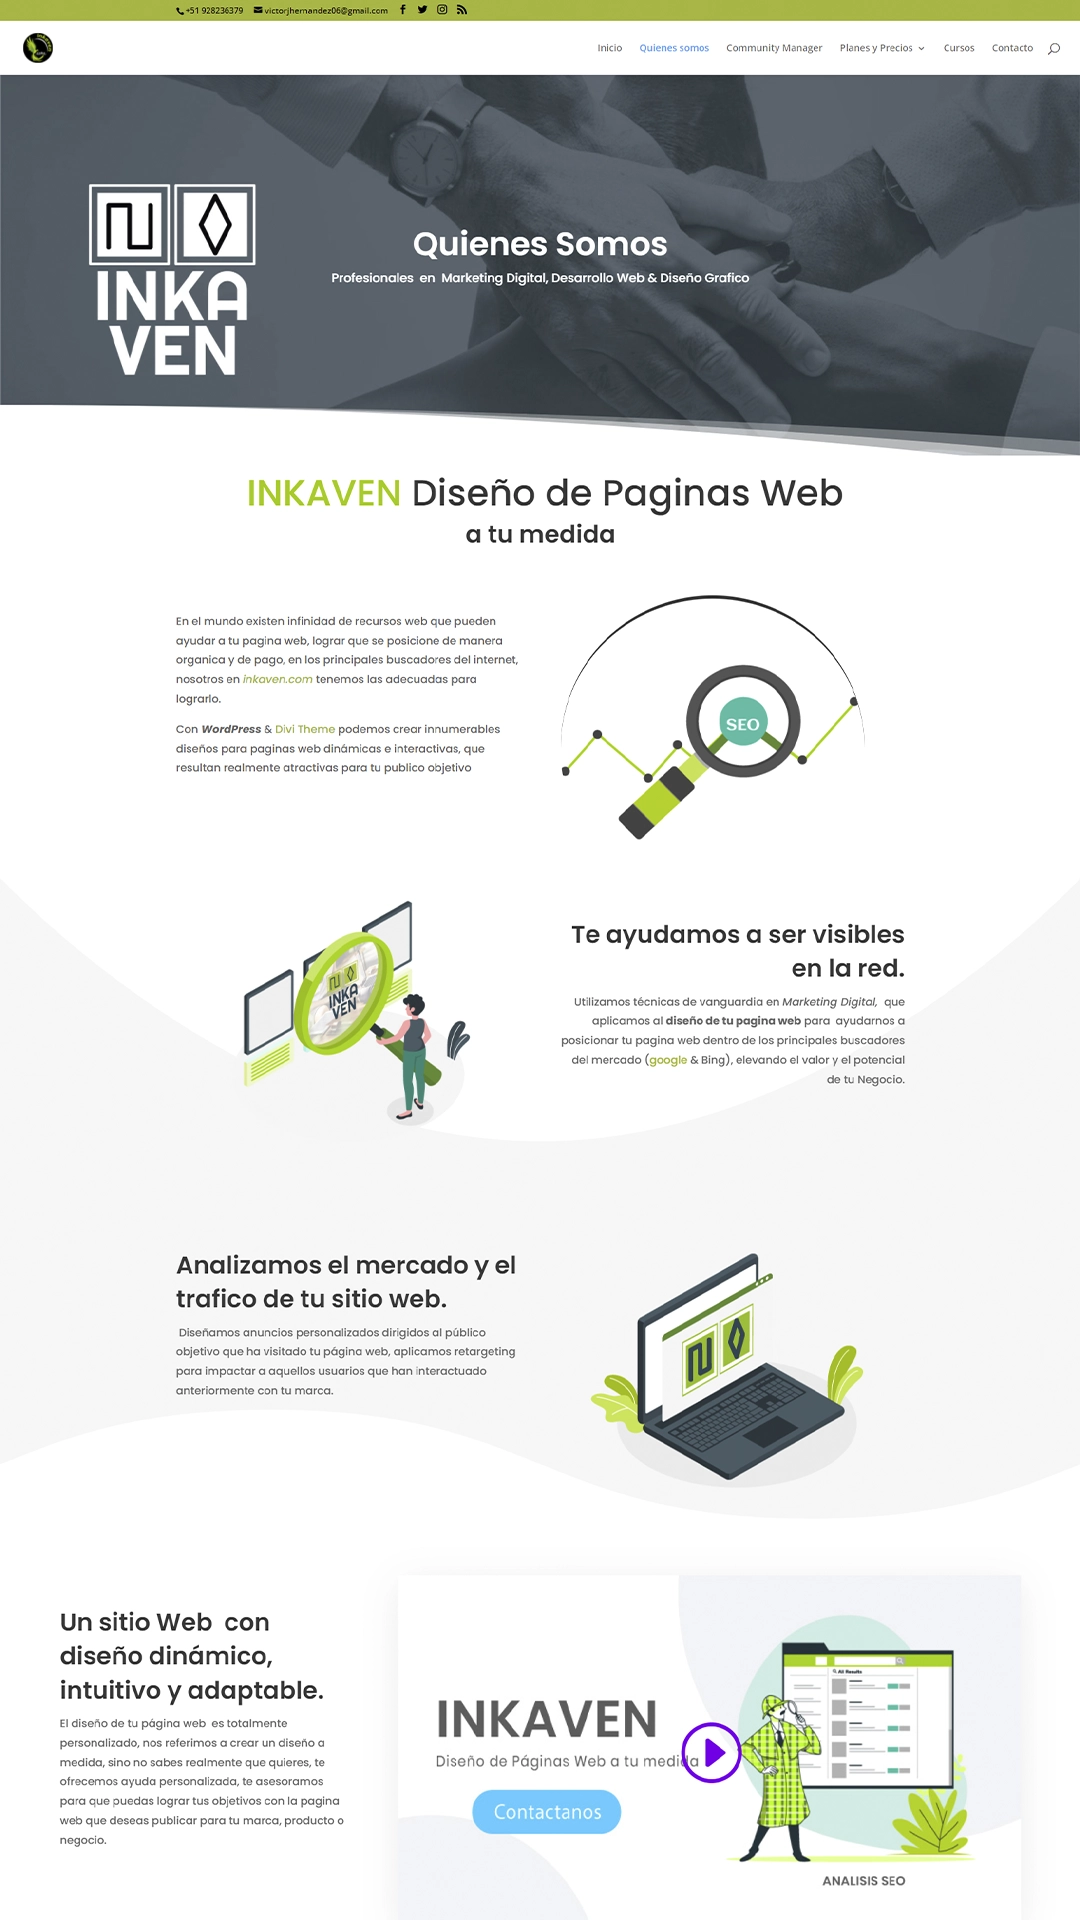 +51 928236379 victorjhernandez06@gmail.com
Inicio Quienes somos Community Manager Planes y Precios Cursos Contacto
INKA
VEN
Quienes Somos
Profesionales en Marketing Digital, Desarrollo Web & Diseño Grafico
INKAVEN Diseño de Paginas Web
a tu medida
En el mundo existen infinidad de recursos web que pueden
ayudar a tu pagina web, lograr que se posicione de manera
organica y de pago, en los principales buscadores del internet,
nosotros en inkaven.com tenemos las adecuadas para
lograrlo.
Con WordPress & Divi Theme podemos crear innumerables
diseños para paginas web dinámicas e interactivas, que
resultan realmente atractivas para tu publico objetivo
SEO
INKA
VEN
Te ayudamos a ser visibles
en la red.
Utilizamos técnicas de vanguardia en Marketing Digital, que
aplicamos al diseño de tu pagina web para ayudarnos a
posicionar tu pagina web dentro de los principales buscadores
del mercado (google & Bing), elevando el valor y el potencial
de tu Negocio.
Analizamos el mercado y el
trafico de tu sitio web.
Diseñamos anuncios personalizados dirigidos al público
objetivo que ha visitado tu página web, aplicamos retargeting
para impactar a aquellos usuarios que han interactuado
anteriormente con tu marca.
Un sitio Web con
diseño dinámico,
intuitivo y adaptable.
El diseño de tu página web es totalmente
personalizado, nos referimos a crear un diseño a
medida, sino no sabes realmente que quieres, te
ofrecemos ayuda personalizada, te asesoramos
para que puedas lograr tus objetivos con la pagina
web que deseas publicar para tu marca, producto o
negocio.
INKAVEN
Diseño de Páginas Web a tu medida
Contactanos
All Results
ANALISIS SEO